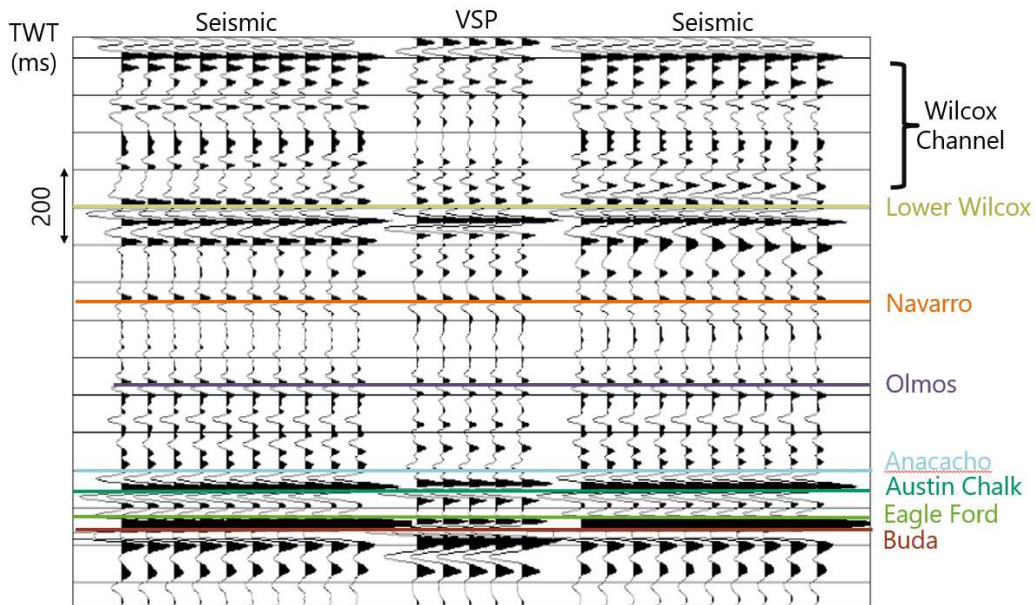 Seismic
VSP
Seismic
TWT
(ms)
Wilcox
Channel
200
Lower Wilcox
Navarro
Olmos
Anacacho
Austin Chalk
Eagle Ford
Buda